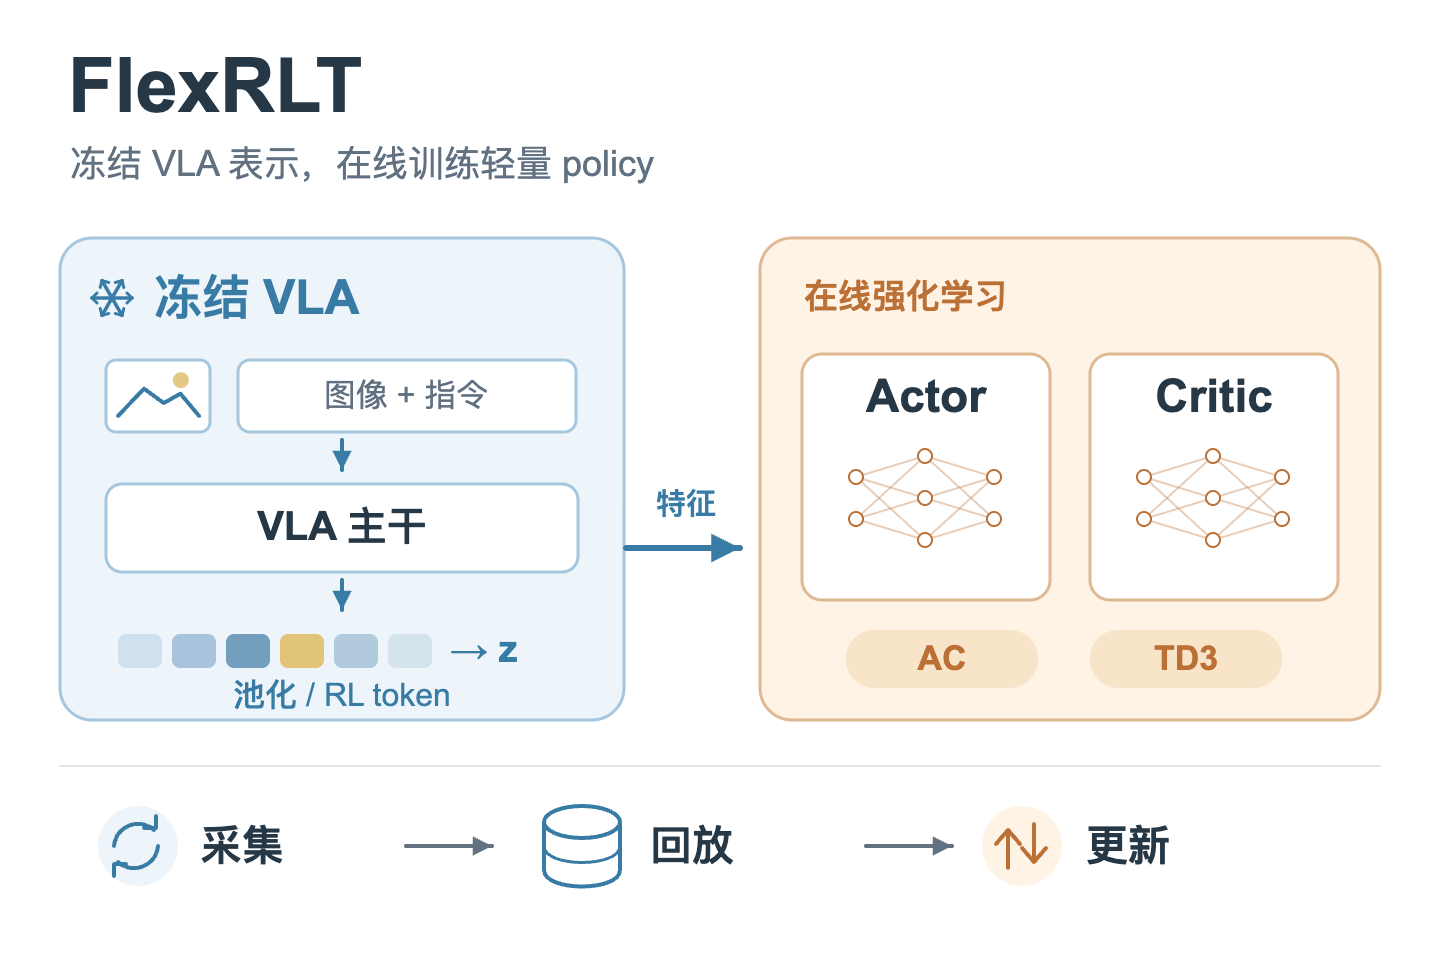 FlexRLT
冻结 VLA 表示，在线训练轻量 policy
冻结 VLA
图像 + 指令
VLA 主干
→ z
池化 / RL token
特征
在线强化学习
Actor
Critic
AC
TD3
采集
回放
更新